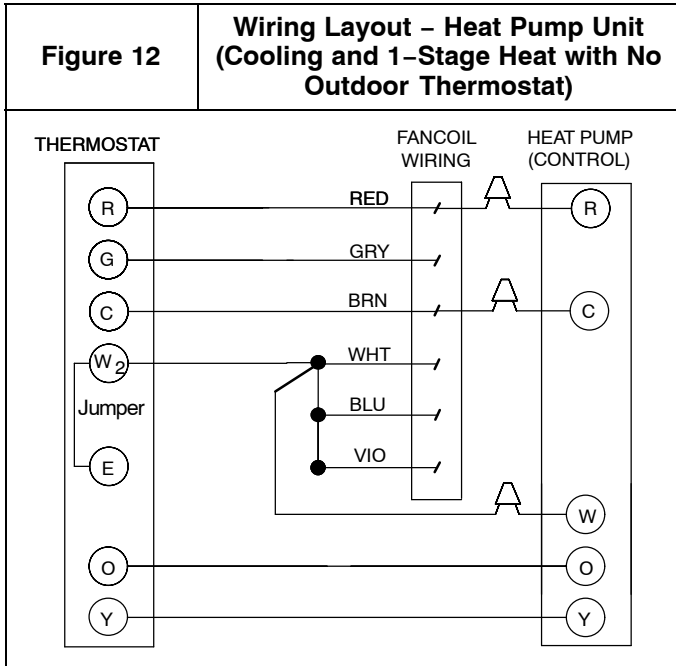 Figure 12
Wiring Layout – Heat Pump Unit
(Cooling and 1–Stage Heat with No
Outdoor Thermostat)
THERMOSTAT
FANCOIL
WIRING
HEAT PUMP
(CONTROL)
R
RED
R
G
GRY
C
BRN
C
W2
WHT
Jumper
BLU
E
VIO
W
O
O
Y
Y